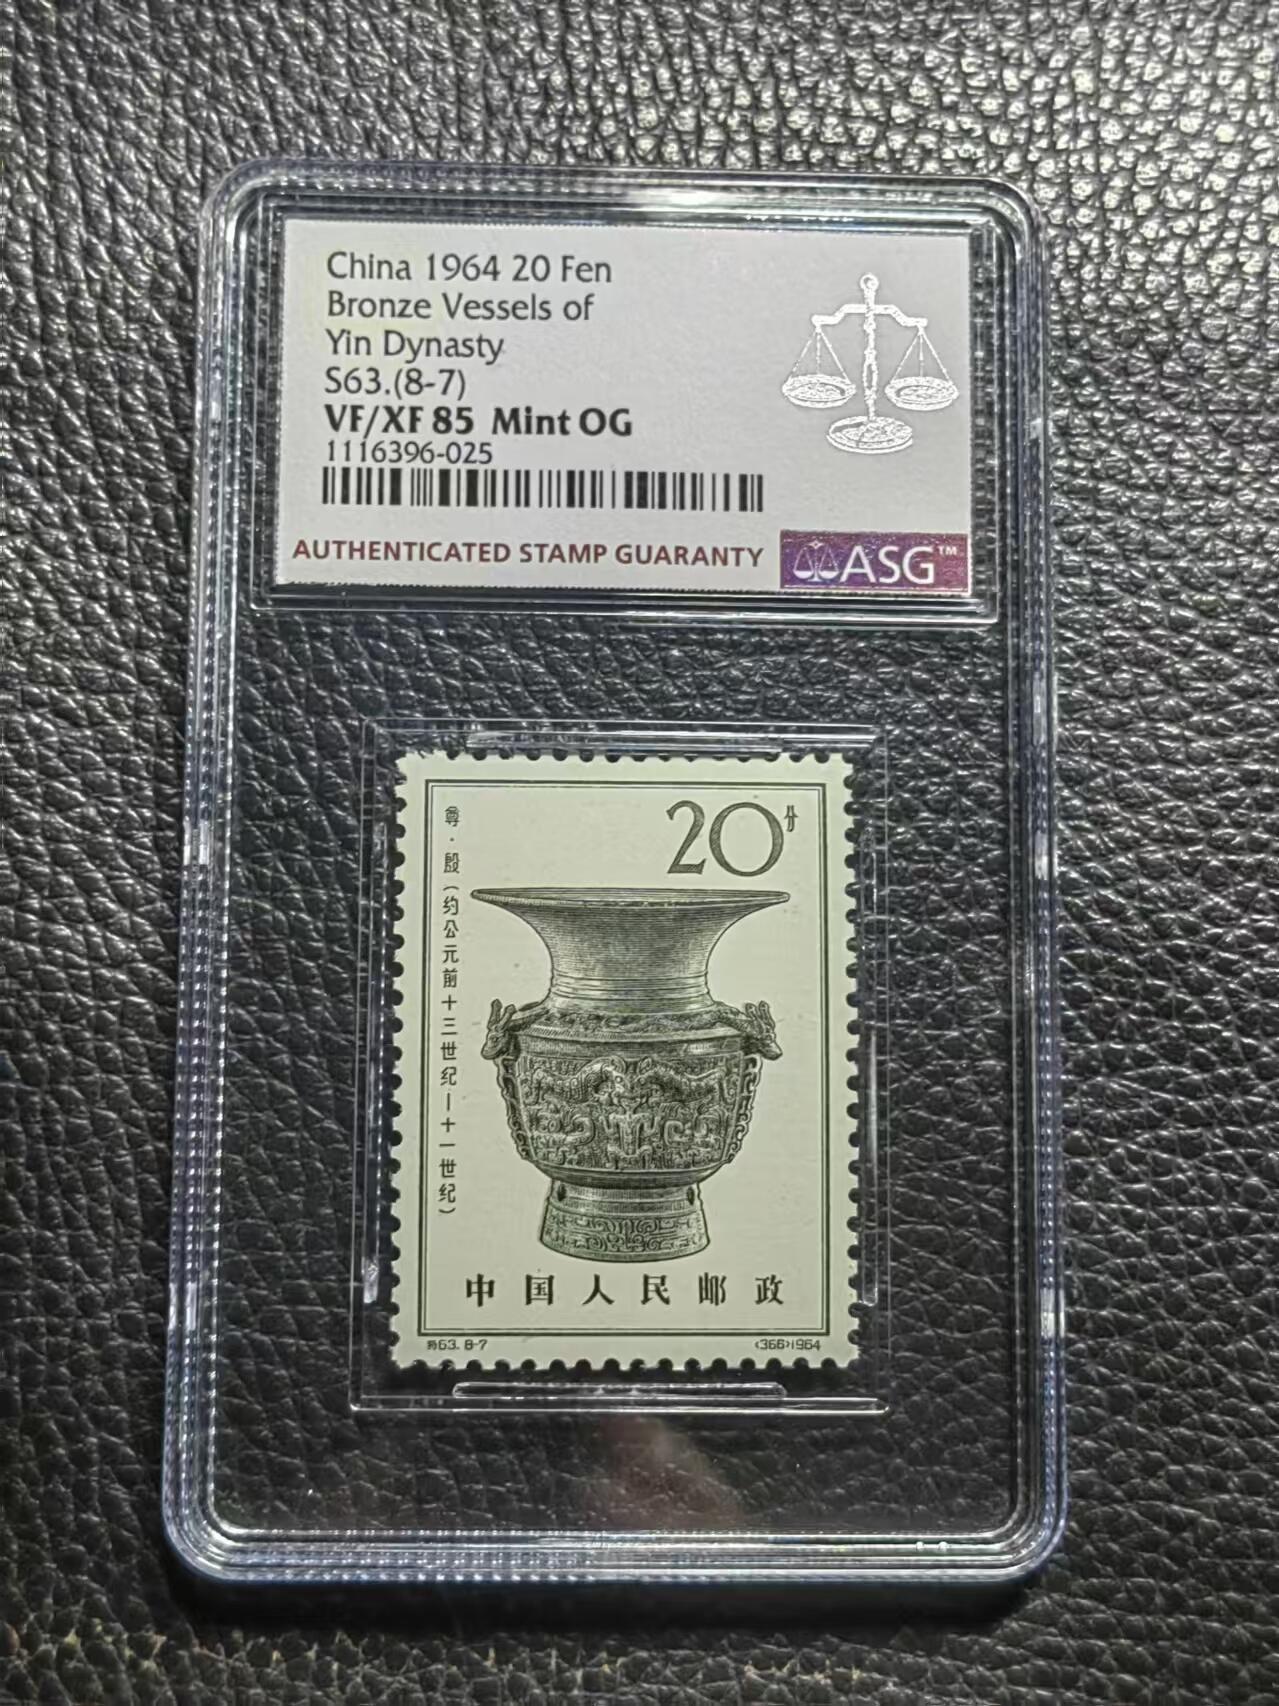 China 1964 20 Fen
Bronze Vessels of
Yin Dynasty
S63.(8-7)
VF/XF 85 Mint OG
1116396-025
AUTHENTICATED STAMP GUARANTY
ASG™
20分
尊·殷(约公元前十三世纪—十一世纪)
中国人民邮政
特63.8-7
(366)1964